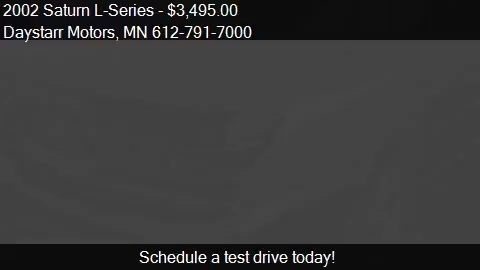 2002 Saturn L-Series - $3,495.00
Daystarr Motors, MN 612-791-7000
Schedule a test drive today!